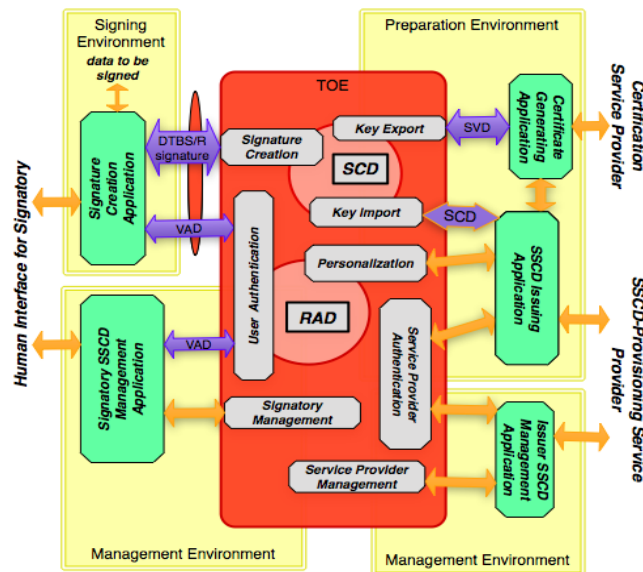 Signing
Environment
data to be
signed
Signature
Creation
Application
DTBS/R
signature
VAD
Human Interface for Signatory
TOE
Signature
Creation
Key Export
SCD
Key Import
User Authentication
Personalization
RAD
Service Provider
Authentication
Signatory
Management
Service Provider
Management
Preparation Environment
SVD
Certificate
Generating
Application
Certification
Service Provider
SCD
SSCD Issuing
Application
SSCD-Provisioning Service
Provider
Signatory SSCD
Management
Application
VAD
Management Environment
Issuer SSCD
Management
Application
Management Environment